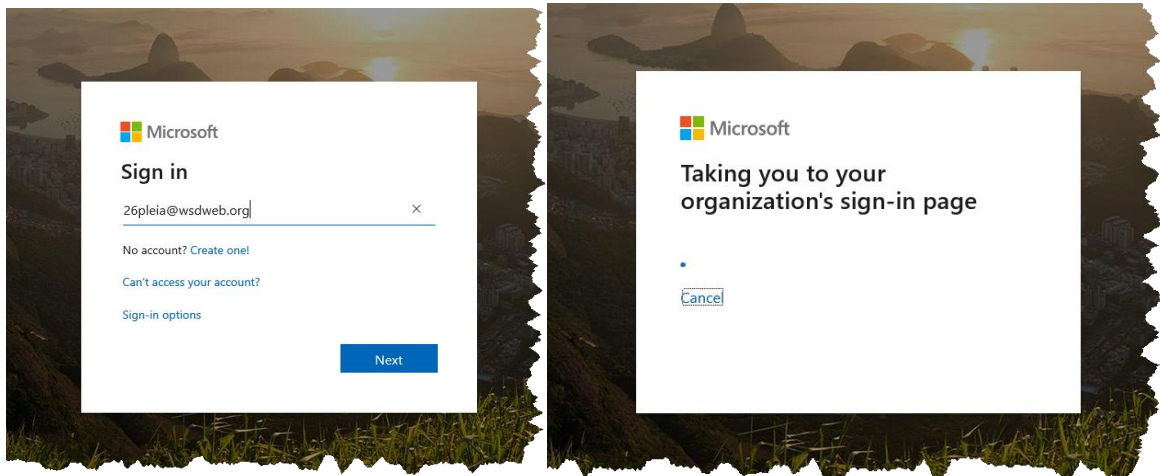 Microsoft
Sign in
26pleia@wsdweb.org
No account? Create one!
Can't access your account?
Sign-in options
Next
Microsoft
Taking you to your
organization's sign-in page
Cancel